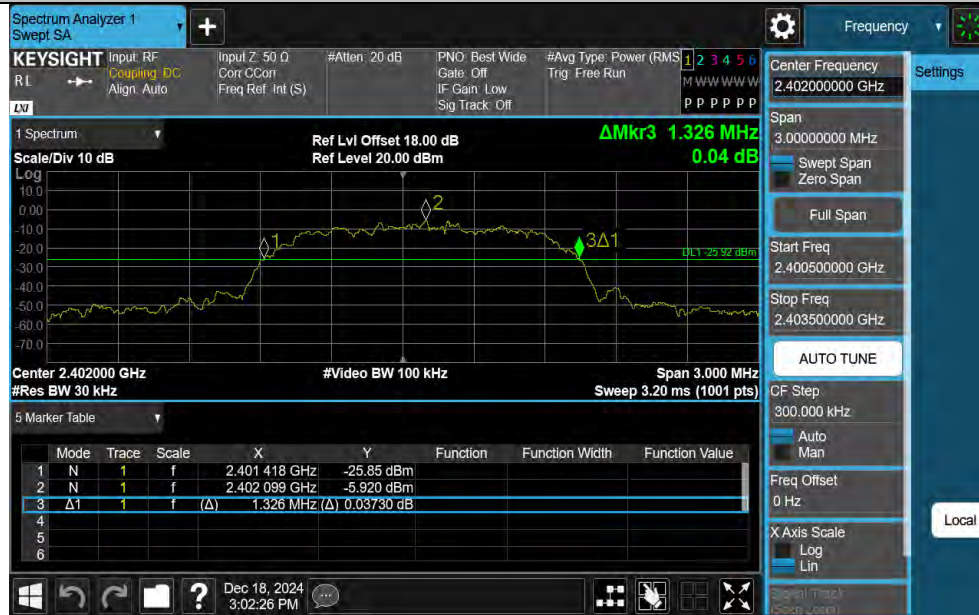 Spectrum Analyzer 1
Swept SA
+
Frequency
KEYSIGHT Input: RF Input Z: 50 Ω #Atten: 20 dB PNO: Best Wide #Avg Type: Power (RMS 1 2 3 4 5 6
RL Coupling: DC Corr CCorr Gate: Off Trig: Free Run
Align: Auto Freq Ref: Int (S) IF Gain: Low M W W W W W
LXI Sig Track: Off P P P P P P
1 Spectrum
Scale/Div 10 dB
Ref Lvl Offset 18.00 dB
Ref Level 20.00 dBm
ΔMkr3 1.326 MHz
0.04 dB
Log
10.0
0.00
-10.0
-20.0
-30.0
-40.0
-50.0
-60.0
-70.0
1
2
3Δ1
DL1 -25.92 dBm
Center 2.402000 GHz #Video BW 100 kHz Span 3.000 MHz
#Res BW 30 kHz Sweep 3.20 ms (1001 pts)
5 Marker Table
Mode Trace Scale X Y Function Function Width Function Value
1 N 1 f 2.401 418 GHz -25.85 dBm
2 N 1 f 2.402 099 GHz -5.920 dBm
3 Δ1 1 f (Δ) 1.326 MHz (Δ) 0.03730 dB
4
5
6
Center Frequency
2.402000000 GHz
Span
3.00000000 MHz
Swept Span
Zero Span
Full Span
Start Freq
2.400500000 GHz
Stop Freq
2.403500000 GHz
AUTO TUNE
CF Step
300.000 kHz
Auto
Man
Freq Offset
0 Hz
X Axis Scale
Log
Lin
Signal Track
(Span Zoom)
Settings
Local
?
Dec 18, 2024
3:02:26 PM